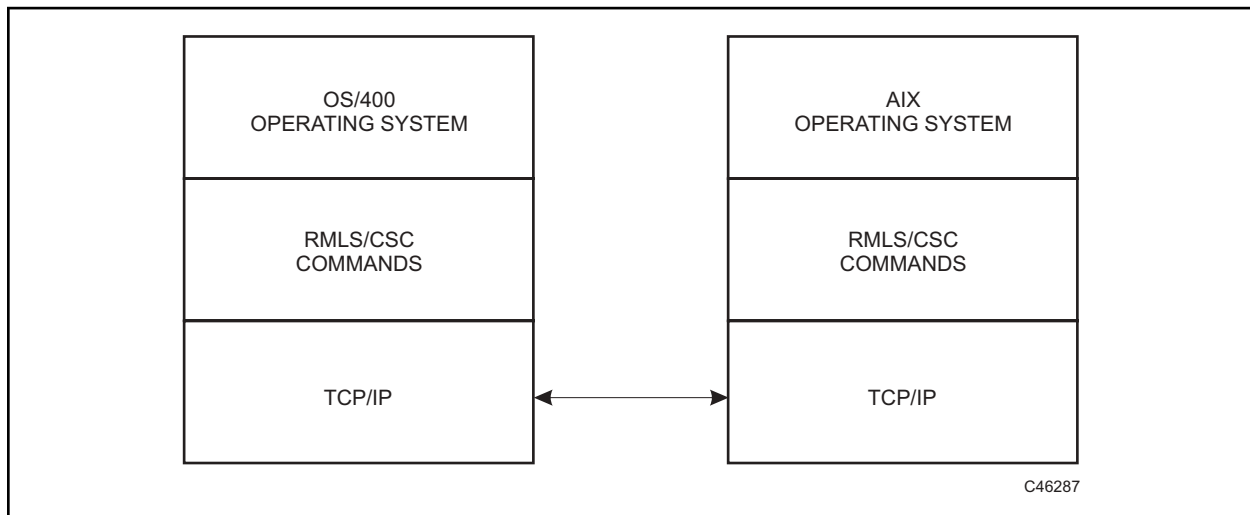 OS/400
OPERATING SYSTEM
RMLS/CSC
COMMANDS
TCP/IP
AIX
OPERATING SYSTEM
RMLS/CSC
COMMANDS
TCP/IP
C46287